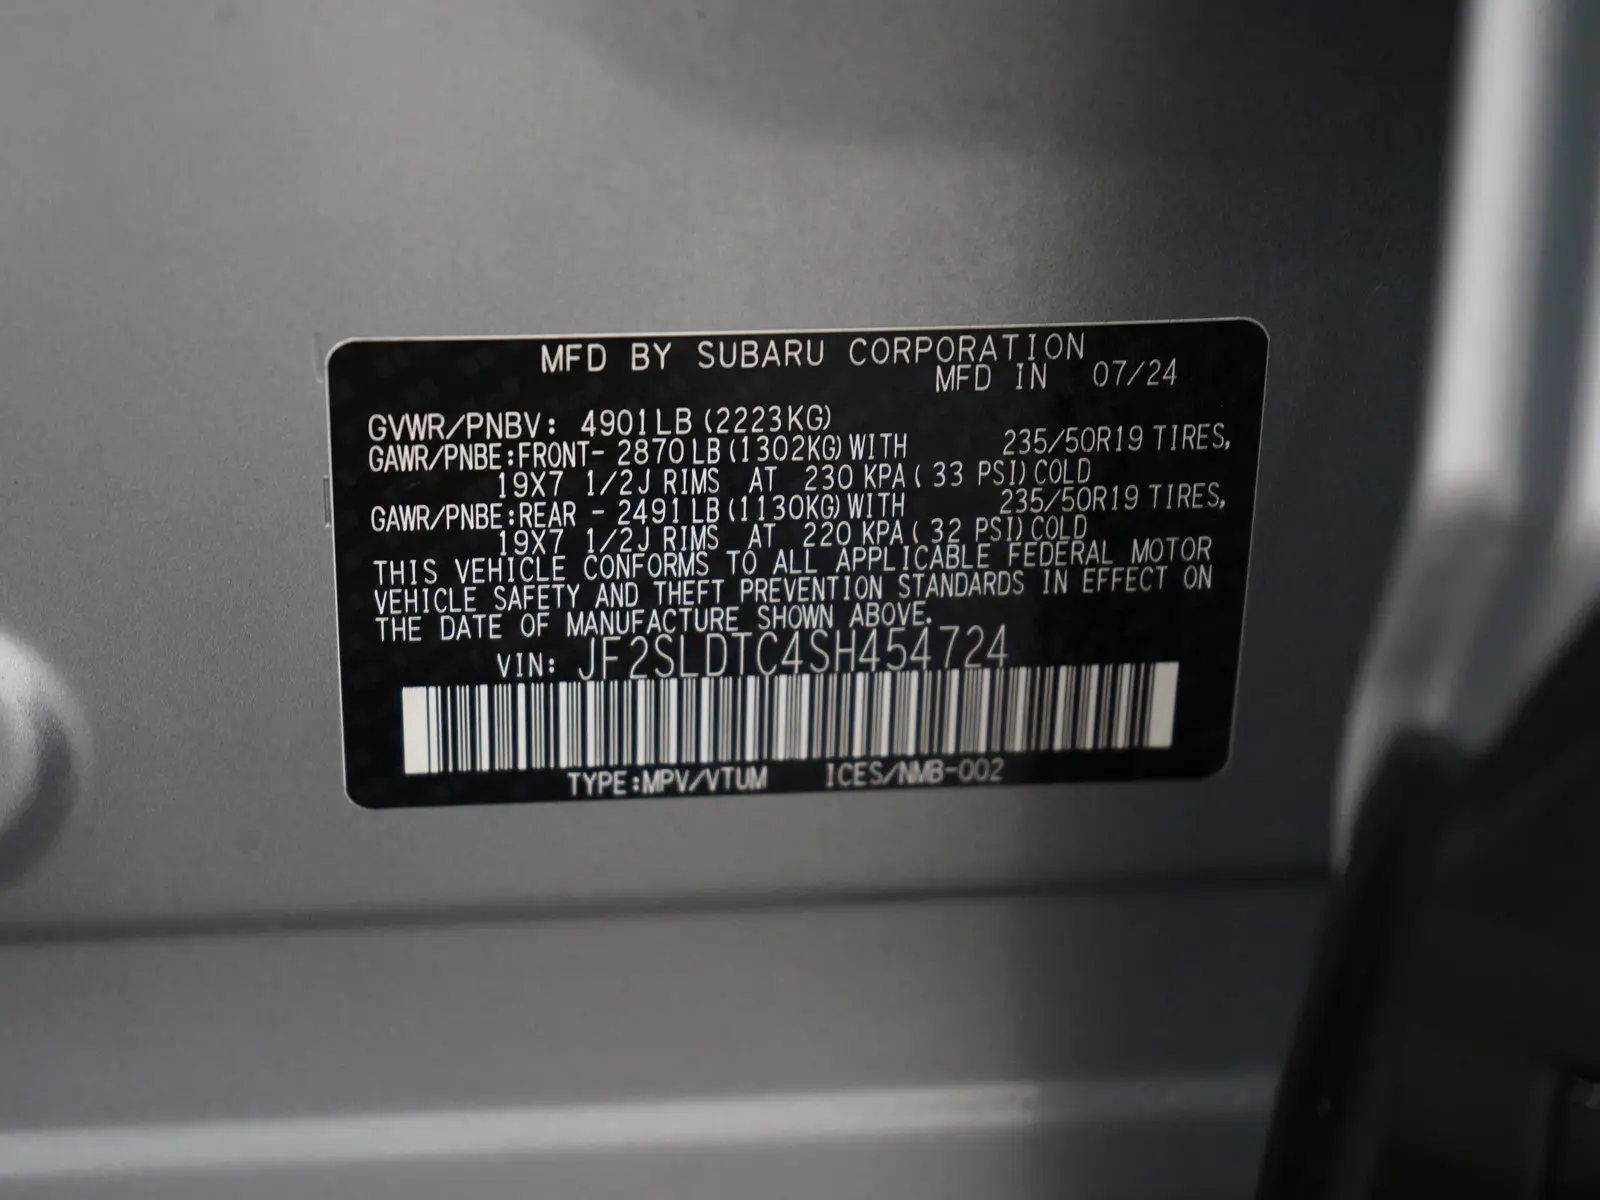 MFD BY SUBARU CORPORATION
MFD IN 07/24
GVWR/PNBV: 4901LB(2223KG)
GAWR/PNBE:FRONT- 2870LB(1302KG)WITH 235/50R19 TIRES,
19X7 1/2J RIMS AT 230 KPA( 33 PSI)COLD
GAWR/PNBE:REAR - 2491LB(1130KG)WITH 235/50R19 TIRES,
19X7 1/2J RIMS AT 220 KPA( 32 PSI)COLD
THIS VEHICLE CONFORMS TO ALL APPLICABLE FEDERAL MOTOR
VEHICLE SAFETY AND THEFT PREVENTION STANDARDS IN EFFECT ON
THE DATE OF MANUFACTURE SHOWN ABOVE.
VIN: JF2SLDTC4SH454724
TYPE:MPV/VTUM ICES/NMB-002